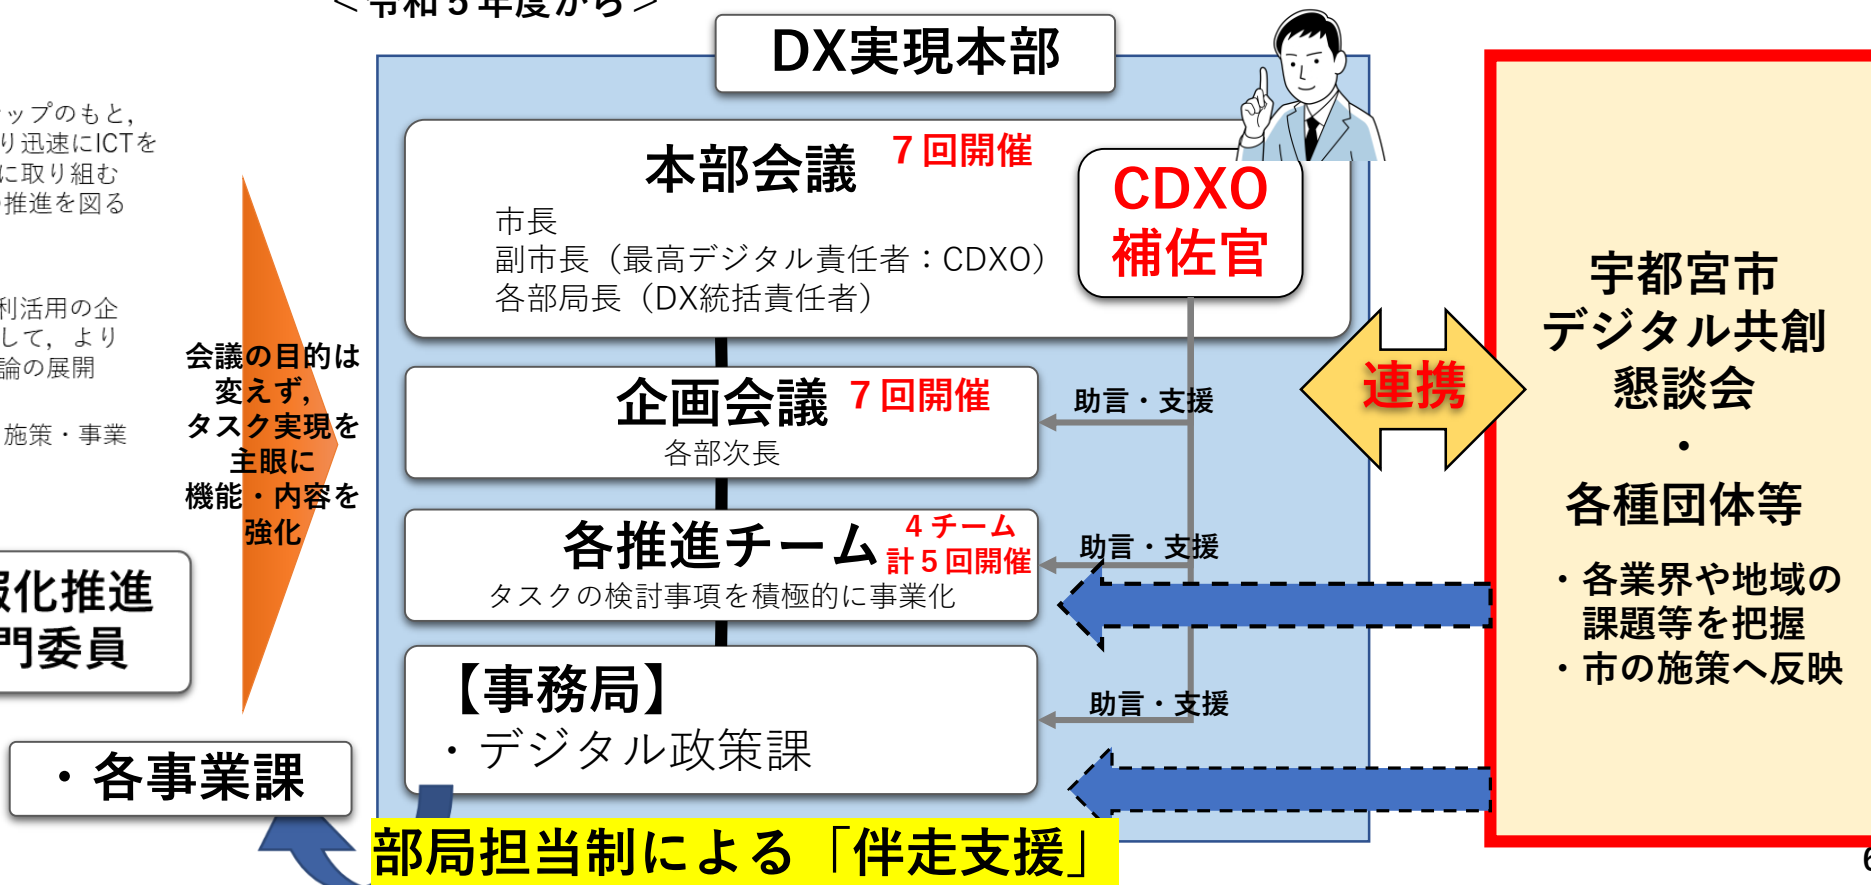 ＜令和５年度から＞
DX実現本部
ップのもと，
り迅速にICTを
に取り組む
推進を図る
利活用の企
して，より
論の展開
施策・事業
報化推進
門委員
・各事業課
会議の目的は
変えず，
タスク実現を
主眼に
機能・内容を
強化
本部会議
７回開催
市長
副市長（最高デジタル責任者：CDXO）
各部局長（DX統括責任者）
CDXO
補佐官
企画会議
７回開催
各部次長
助言・支援
各推進チーム
４チーム
計５回開催
タスクの検討事項を積極的に事業化
助言・支援
【事務局】
・デジタル政策課
助言・支援
部局担当制による「伴走支援」
連携
宇都宮市
デジタル共創
懇談会
・
各種団体等
・各業界や地域の
課題等を把握
・市の施策へ反映